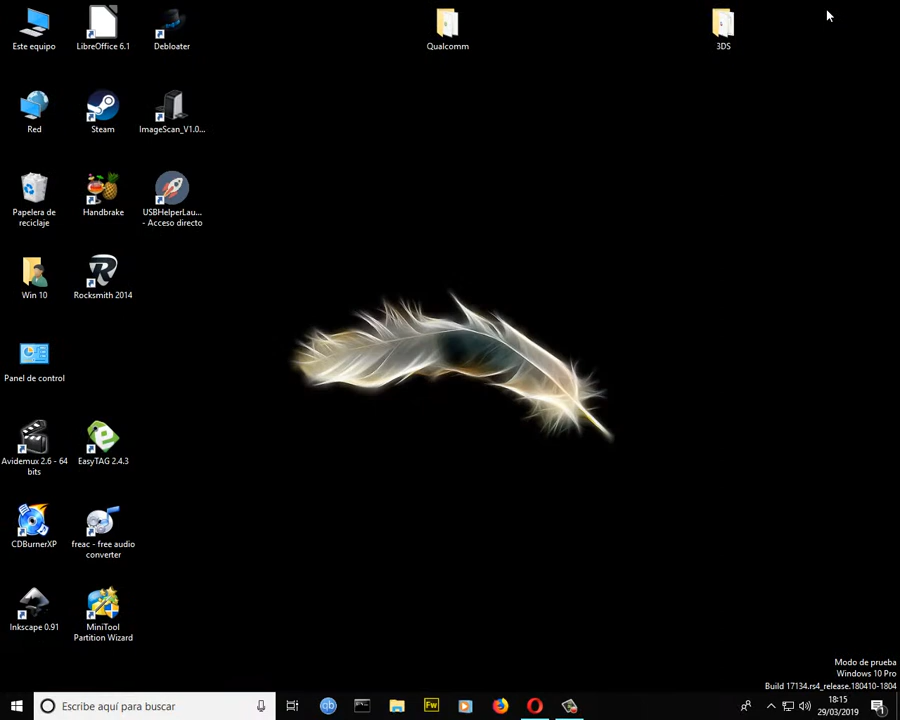 Este equipo
LibreOffice 6.1
Debloater
Qualcomm
3DS
Red
Steam
ImageScan_V1.0...
Papelera de
reciclaje
Handbrake
USBHelperLau...
- Acceso directo
Win 10
Rocksmith 2014
Panel de control
Avidemux 2.6 - 64
bits
EasyTAG 2.4.3
CDBurnerXP
freac - free audio
converter
Inkscape 0.91
MiniTool
Partition Wizard
Modo de prueba
Windows 10 Pro
Build 17134.rs4_release.180410-1804
Escribe aquí para buscar
qb
Fw
18:15
29/03/2019
1